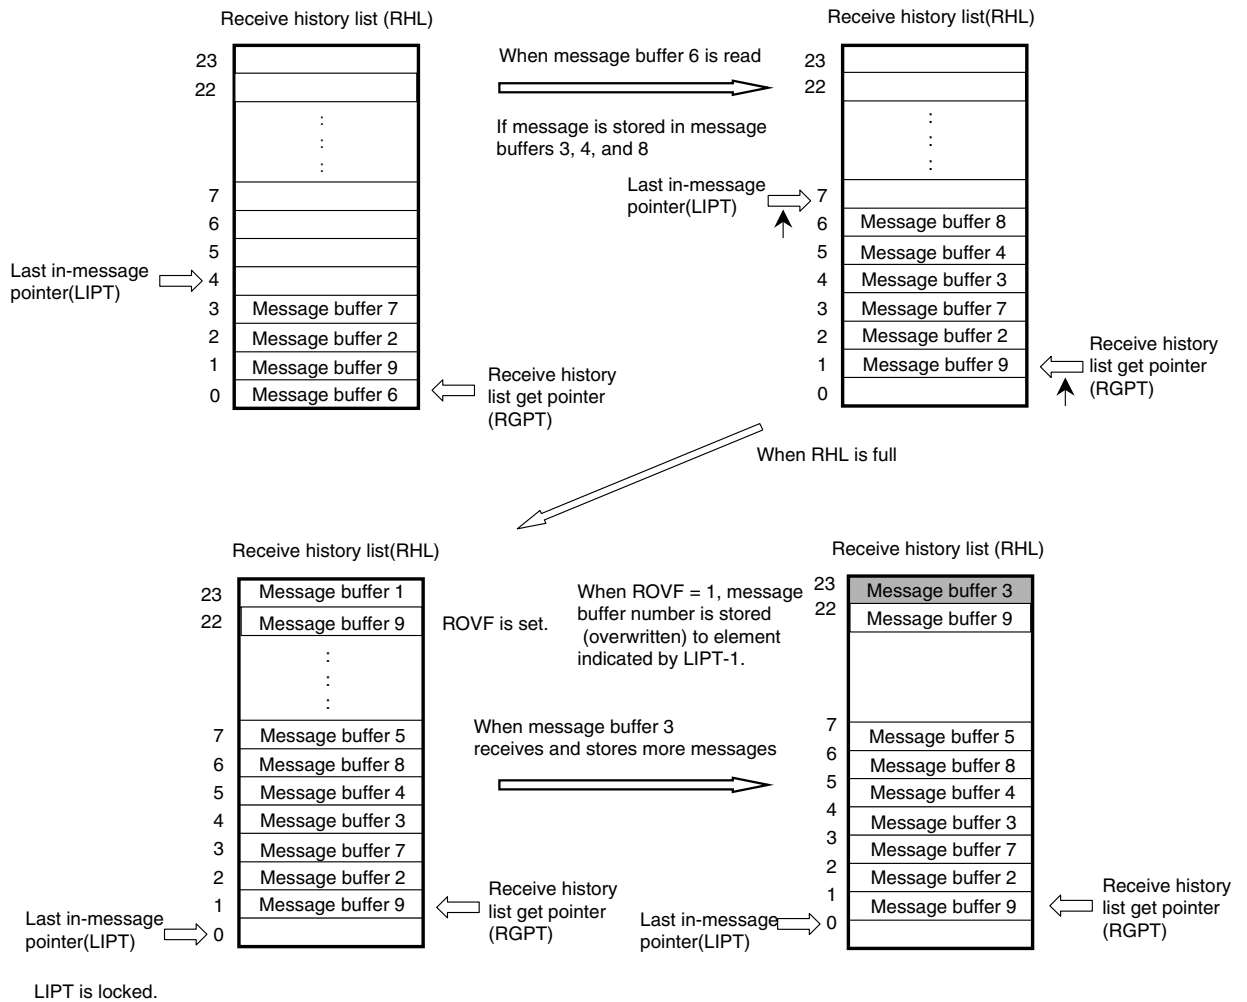 Receive history list (RHL)
23
22
:
:
7
6
5
4
3 Message buffer 7
2 Message buffer 2
1 Message buffer 9
0 Message buffer 6
Last in-message
pointer(LIPT)
Receive history
list get pointer
(RGPT)
When message buffer 6 is read
If message is stored in message
buffers 3, 4, and 8
Receive history list(RHL)
23
22
:
:
Last in-message
pointer(LIPT)
7
6 Message buffer 8
5 Message buffer 4
4 Message buffer 3
3 Message buffer 7
2 Message buffer 2
1 Message buffer 9
0
Receive history
list get pointer
(RGPT)
When RHL is full
Receive history list(RHL)
23 Message buffer 1
22 Message buffer 9
:
:
7 Message buffer 5
6 Message buffer 8
5 Message buffer 4
4 Message buffer 3
3 Message buffer 7
2 Message buffer 2
1 Message buffer 9
0
ROVF is set.
Last in-message
pointer(LIPT)
Receive history
list get pointer
(RGPT)
LIPT is locked.
When ROVF = 1, message
buffer number is stored
(overwritten) to element
indicated by LIPT-1.
When message buffer 3
receives and stores more messages
Receive history list (RHL)
23 Message buffer 3
22 Message buffer 9
7
Message buffer 5
6
Message buffer 8
5
Message buffer 4
4
Message buffer 3
3
Message buffer 7
2
Message buffer 2
1
Message buffer 9
0
Last in-message
pointer(LIPT)
Receive history
list get pointer
(RGPT)